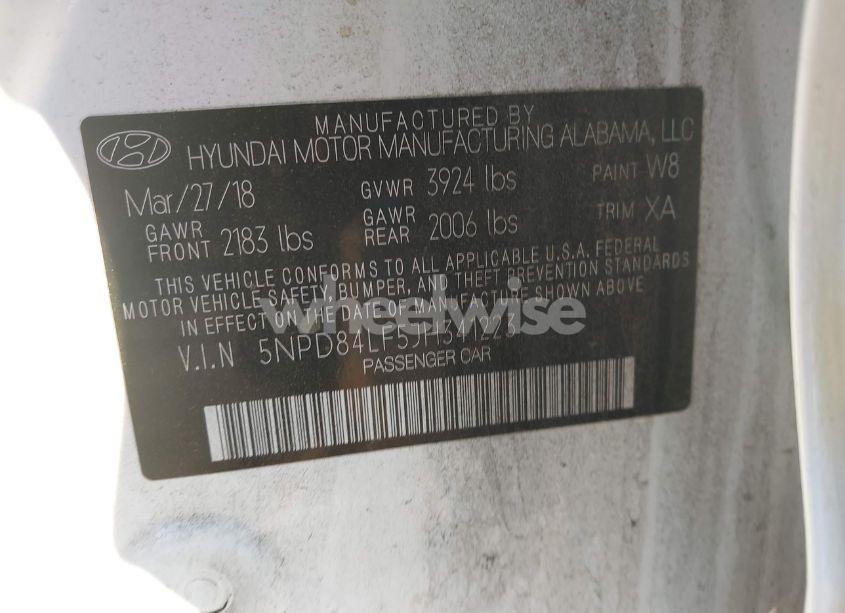 MANUFACTURED BY
HYUNDAI MOTOR MANUFACTURING ALABAMA, LLC
Mar/27/18 GVWR 3924 lbs PAINT W8
GAWR FRONT 2183 lbs GAWR REAR 2006 lbs TRIM XA
THIS VEHICLE CONFORMS TO ALL APPLICABLE U.S.A. FEDERAL
MOTOR VEHICLE SAFETY, BUMPER, AND THEFT PREVENTION STANDARDS
IN EFFECT ON THE DATE OF MANUFACTURE SHOWN ABOVE
V.I.N 5NPD84LF5JH341223
PASSENGER CAR
wheelwise